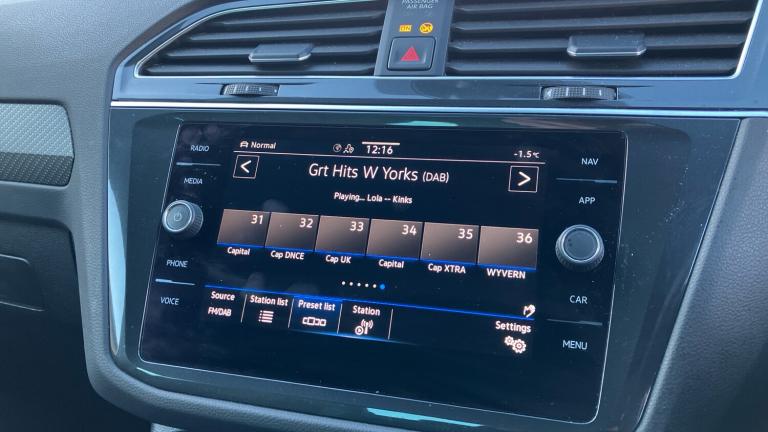 PASSENGER
AIR BAG
ON
RADIO
MEDIA
PHONE
VOICE
Normal
12:16
-1.5°C
<
Grt Hits W Yorks (DAB)
>
Playing... Lola -- Kinks
31 32 33 34 35 36
Capital Cap DNCE Cap UK Capital Cap XTRA WYVERN
Source Station list Preset list Station Settings
FM/DAB
NAV
APP
CAR
MENU